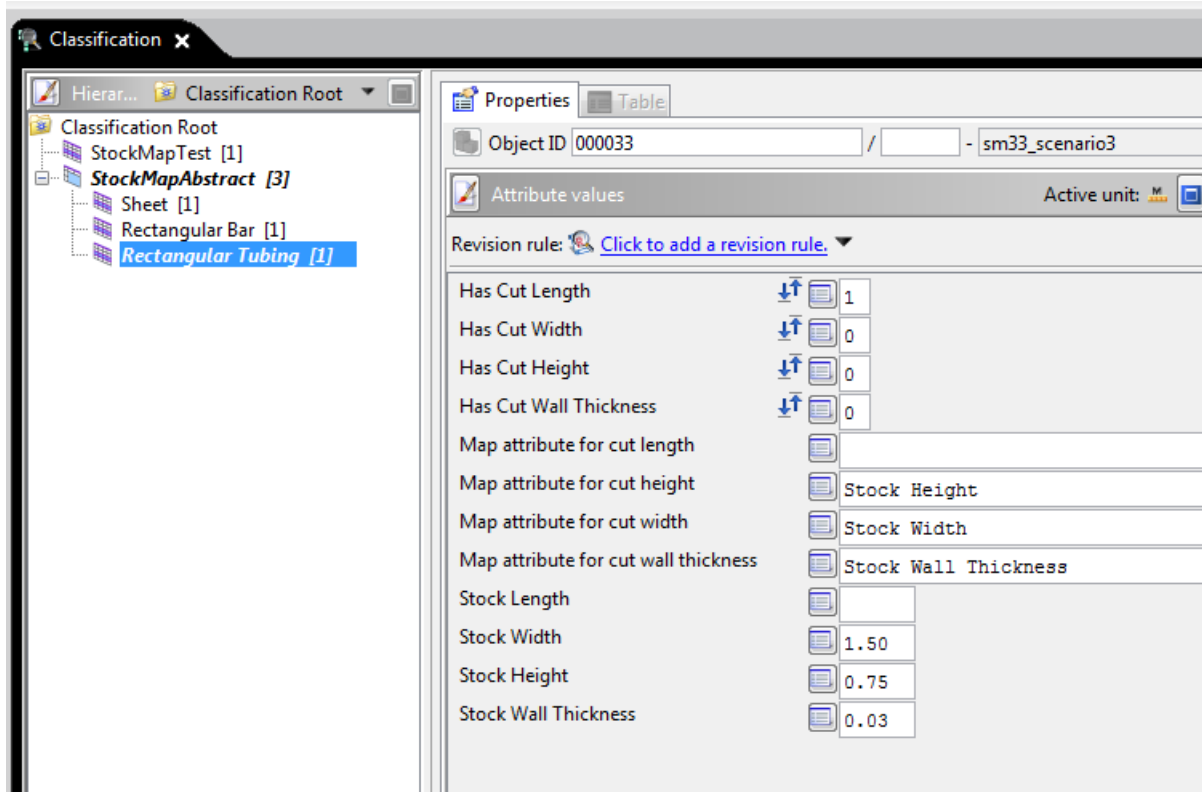 Classification
Hierar... Classification Root
Classification Root
StockMapTest [1]
StockMapAbstract [3]
Sheet [1]
Rectangular Bar [1]
Rectangular Tubing [1]
Properties Table
Object ID 000033 / - sm33_scenario3
Attribute values Active unit:
Revision rule: Click to add a revision rule.
Has Cut Length 1
Has Cut Width 0
Has Cut Height 0
Has Cut Wall Thickness 0
Map attribute for cut length
Map attribute for cut height Stock Height
Map attribute for cut width Stock Width
Map attribute for cut wall thickness Stock Wall Thickness
Stock Length
Stock Width 1.50
Stock Height 0.75
Stock Wall Thickness 0.03